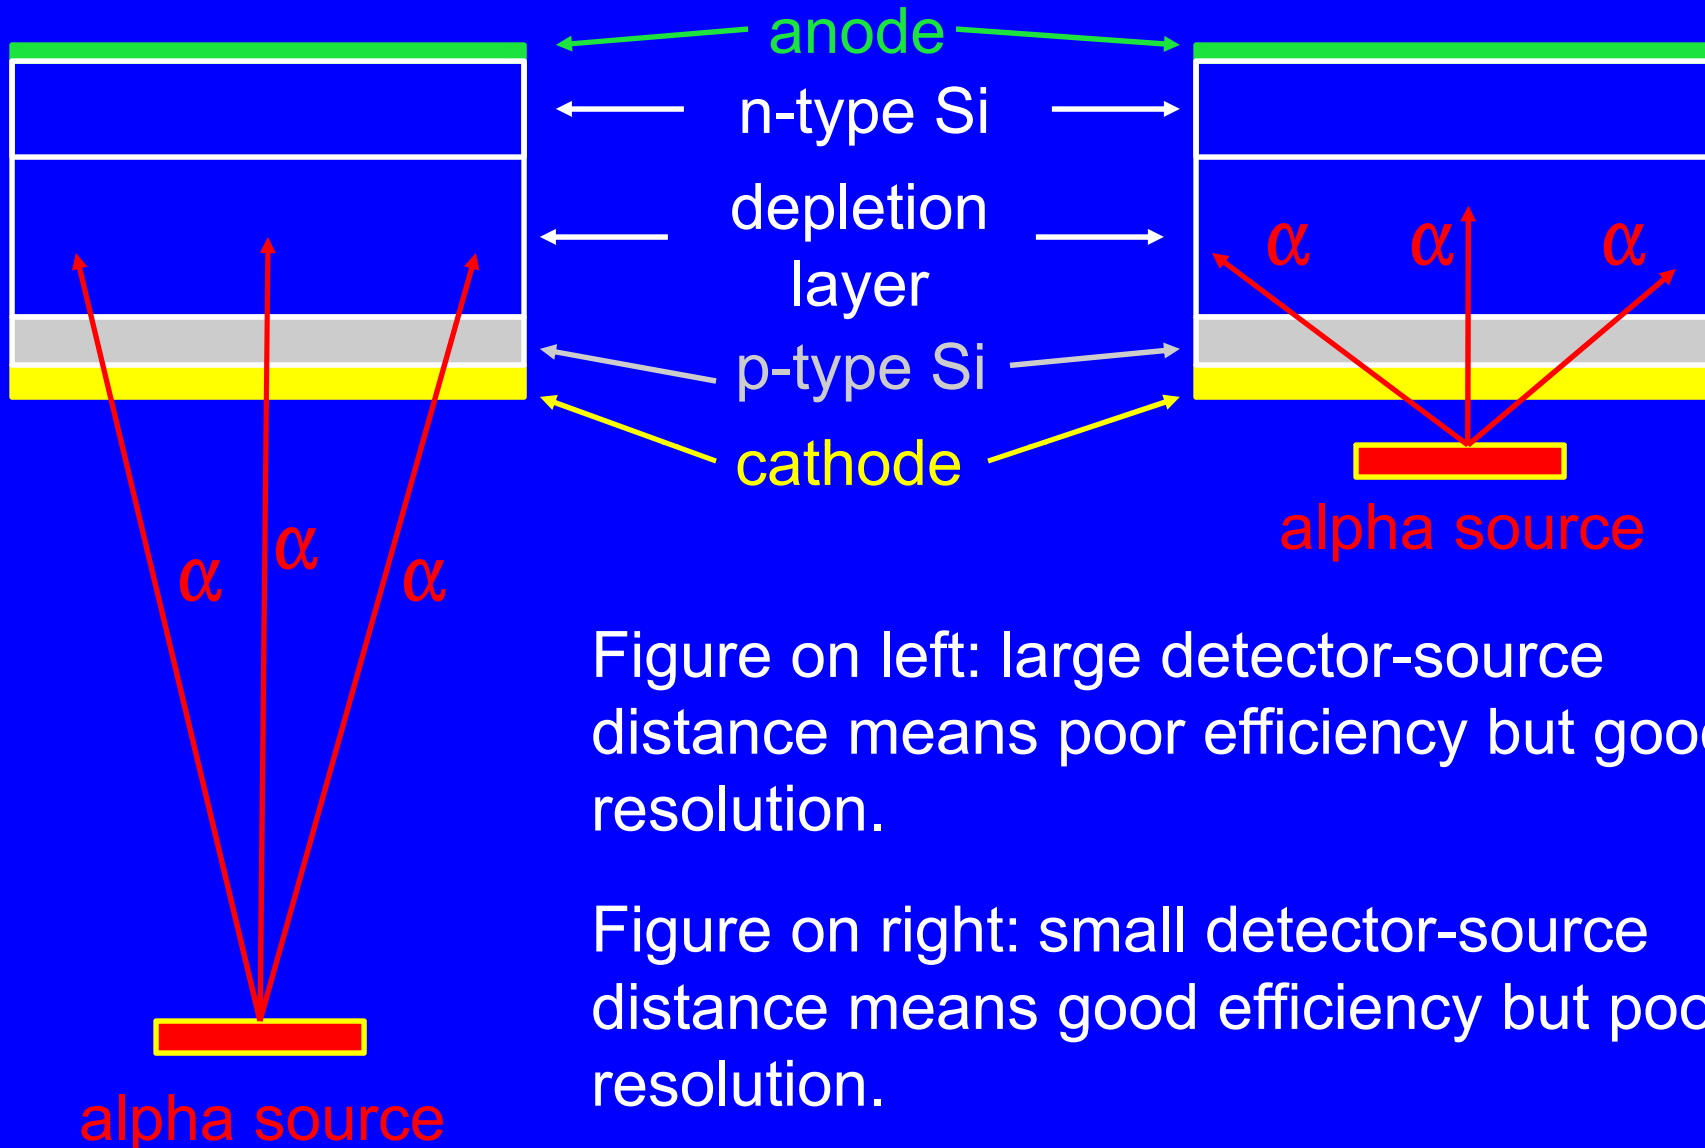 anode
n-type Si
depletion
layer
p-type Si
cathode
α α α
alpha source
α α α
Figure on left: large detector-source
distance means poor efficiency but good
resolution.
Figure on right: small detector-source
distance means good efficiency but poo
resolution.
alpha source